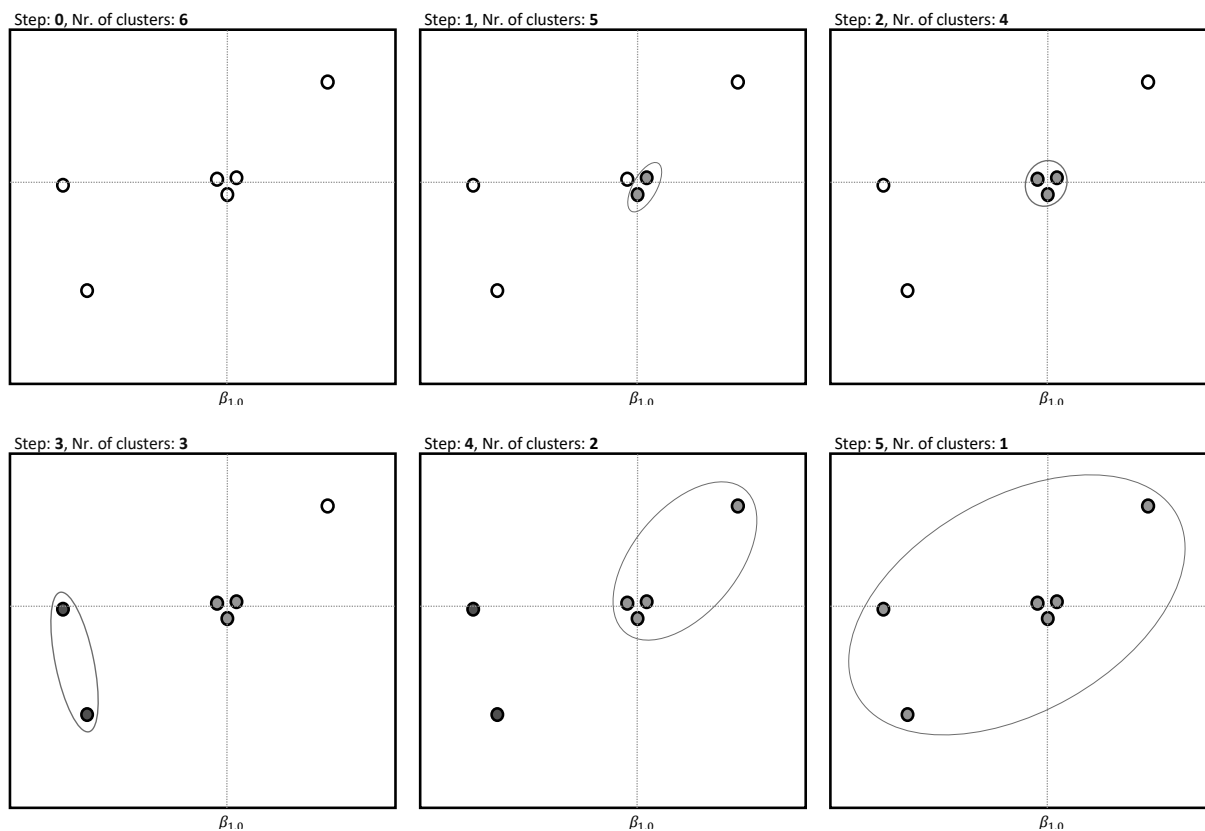 Step: 0, Nr. of clusters: 6
Step: 1, Nr. of clusters: 5
Step: 2, Nr. of clusters: 4
β1,0
β1,0
β1,0
Step: 3, Nr. of clusters: 3
Step: 4, Nr. of clusters: 2
Step: 5, Nr. of clusters: 1
β1,0
β1,0
β1,0